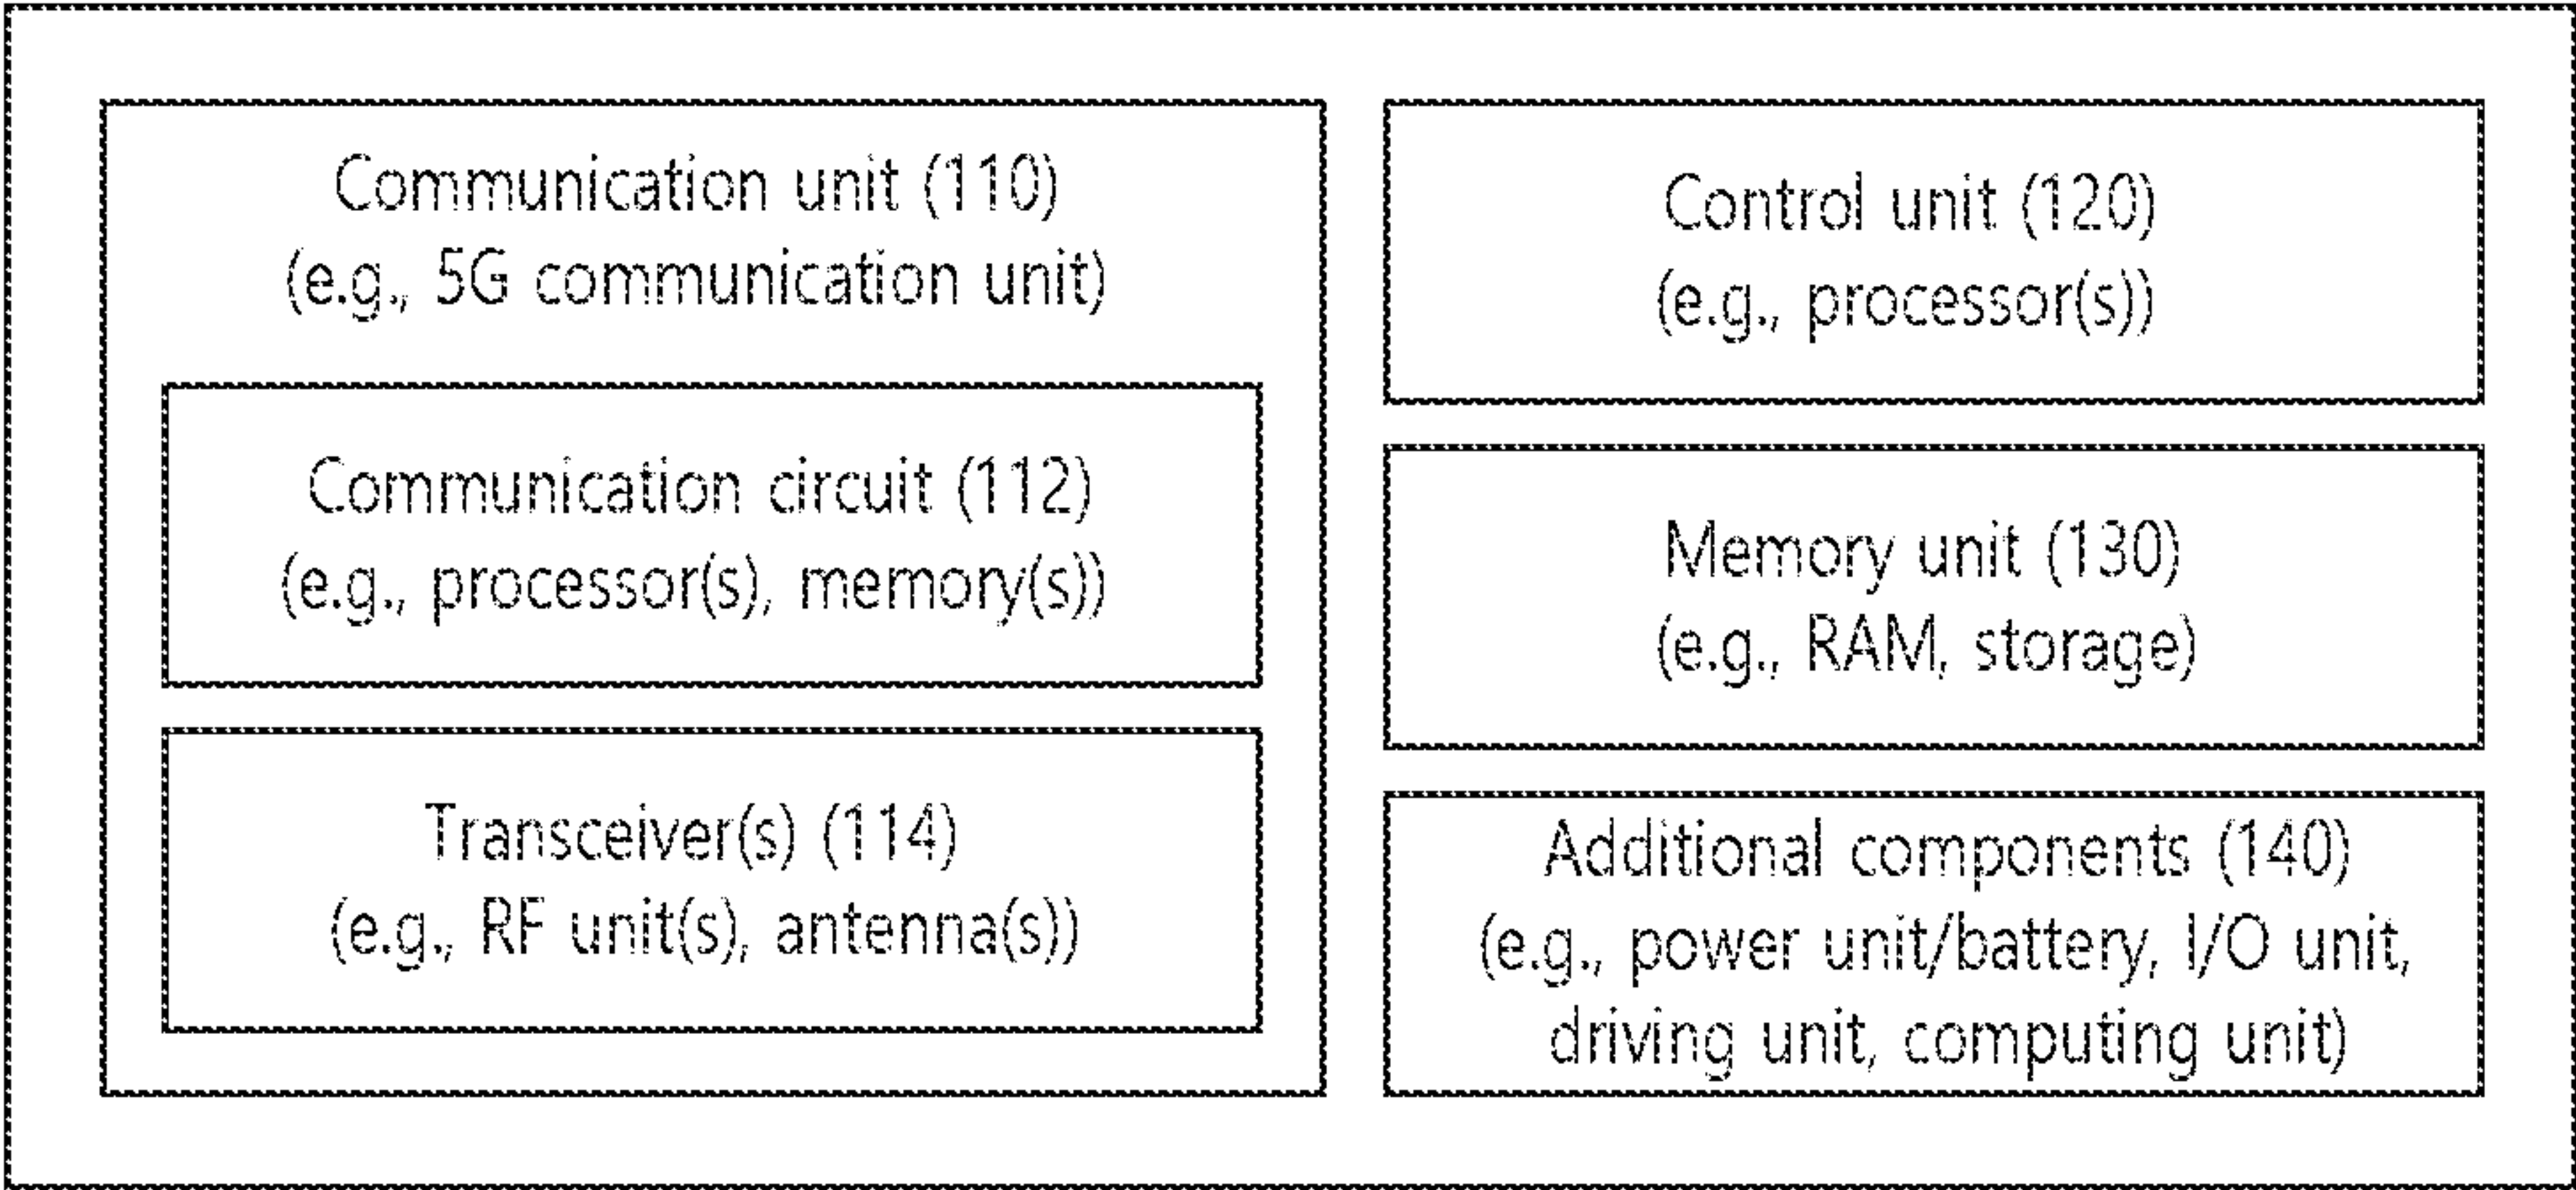 Communication unit (110)
(e.g., 5G communication unit)
Communication circuit (112)
(e.g., processor(s), memory(s))
Transceiver(s) (114)
(e.g., RF unit(s), antenna(s))
Control unit (120)
(e.g., processor(s))
Memory unit (130)
(e.g., RAM, storage)
Additional components (140)
(e.g., power unit/battery, I/O unit,
driving unit, computing unit)